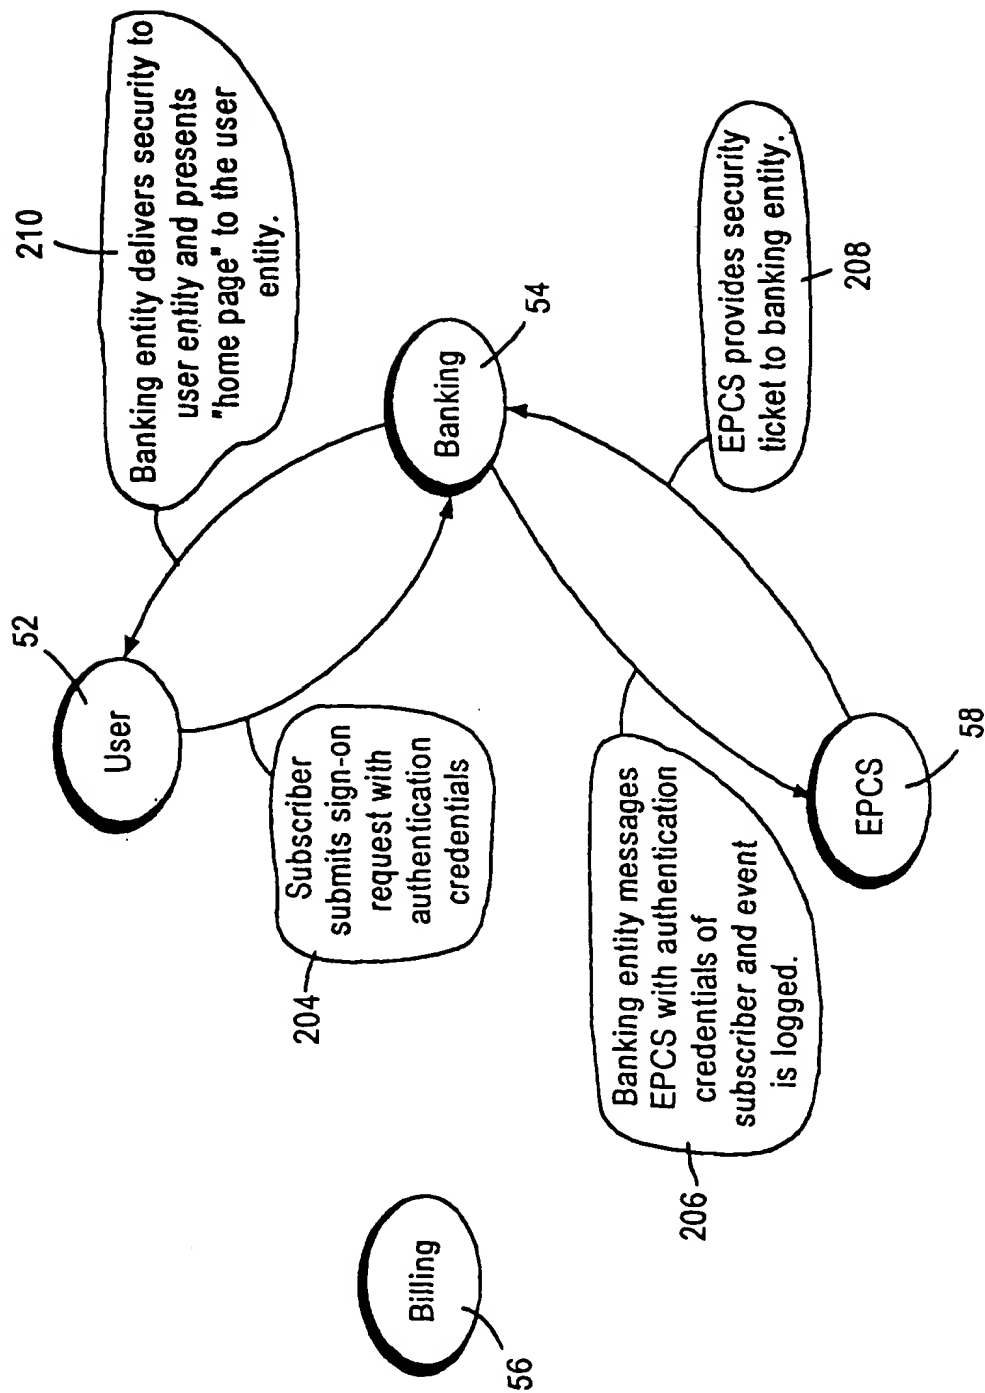 210
Banking entity delivers security to
user entity and presents
"home page" to the user
entity.
52
User
54
Banking
204
Subscriber
submits sign-on
request with
authentication
credentials
EPCS provides security
ticket to banking entity.
208
206
Banking entity messages
EPCS with authentication
credentials of
subscriber and event
is logged.
EPCS
58
Billing
56